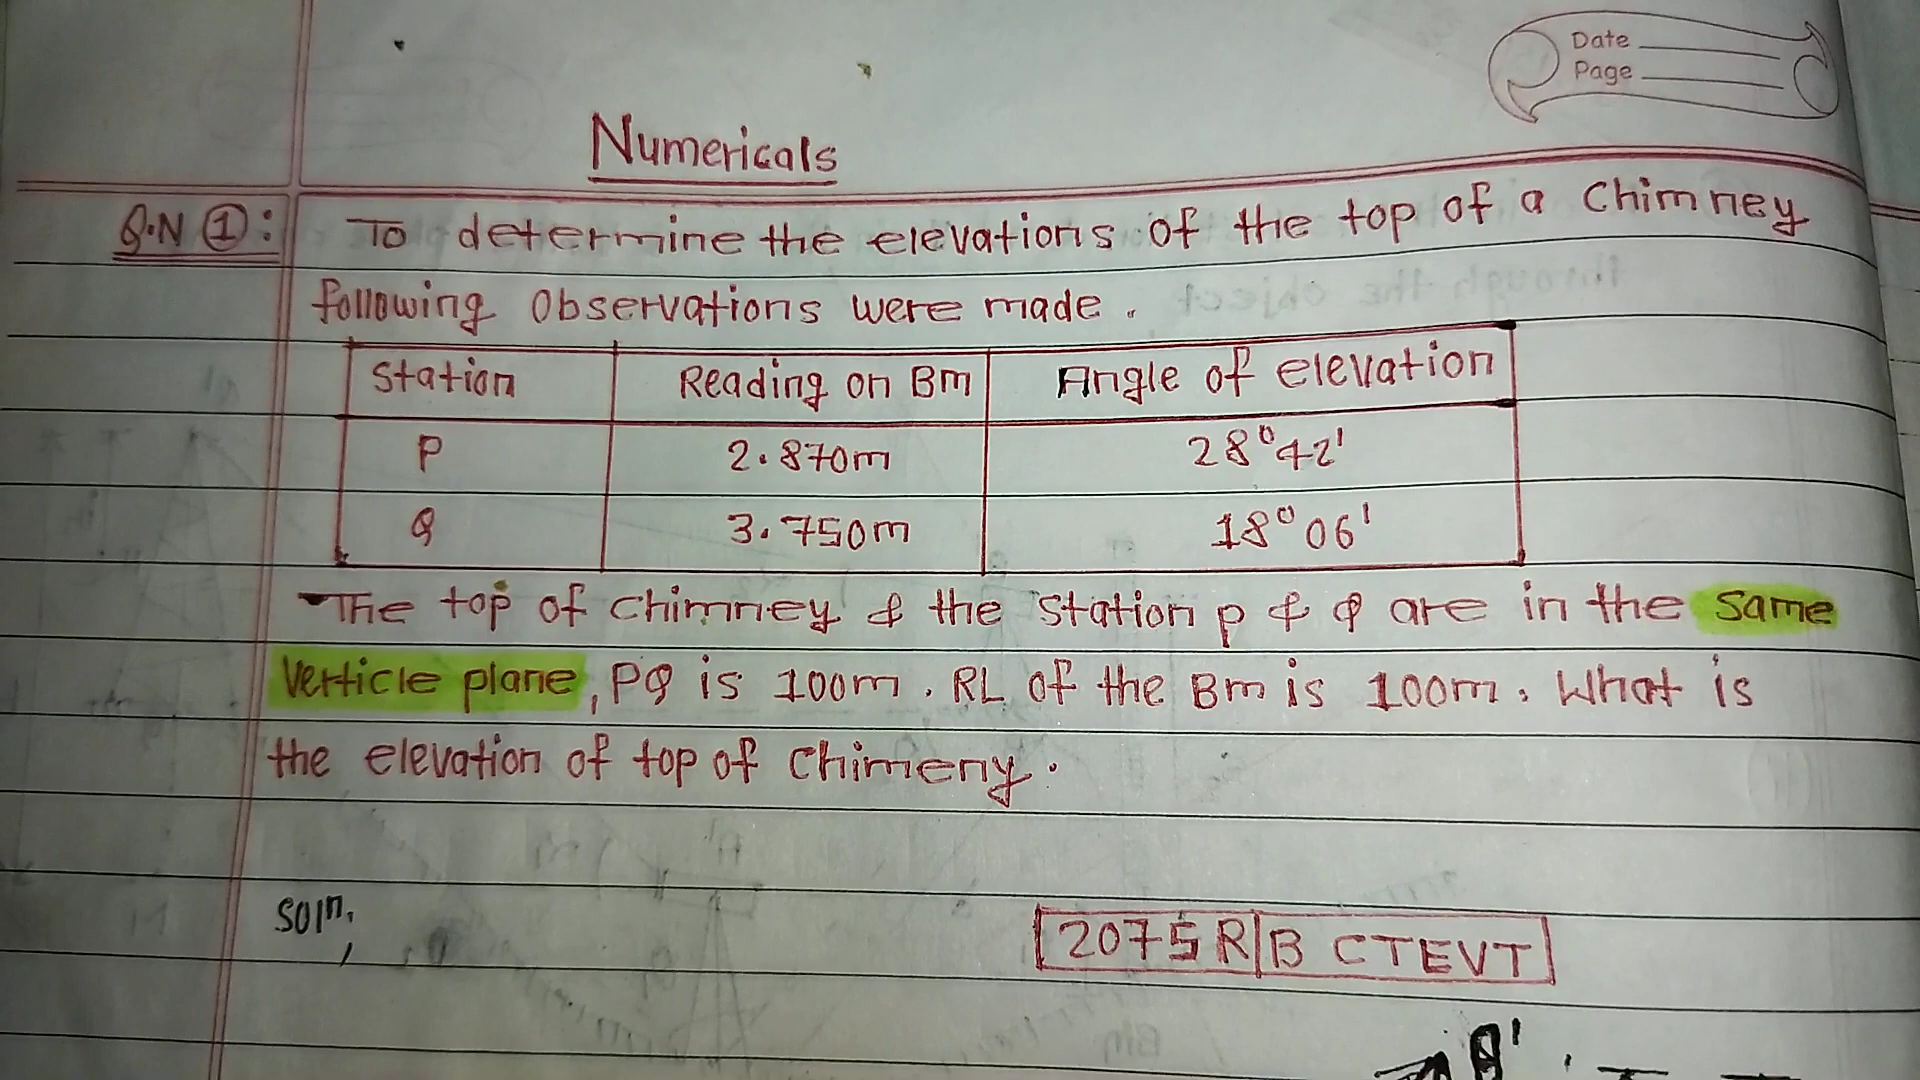 Date
Page
Numericals
Q.N ①: To determine the elevations of the top of a chimney
following observations were made.
Station Reading on Bm Angle of elevation
P 2.870m 28°42'
Q 3.750m 18°06'
The top of chimney & the station p & q are in the same
verticle plane, PQ is 100m. RL of the Bm is 100m. What is
the elevation of top of chimeny.
Soln,
2075 R/B CTEVT